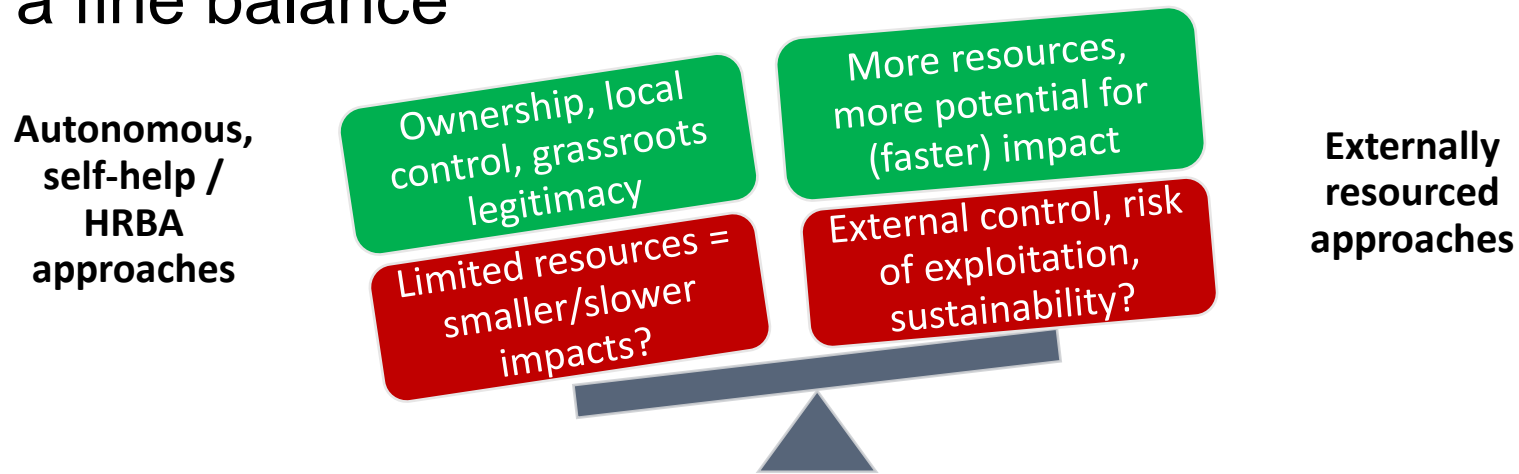 a fine balance
Autonomous,
self-help /
HRBA
approaches
Ownership, local
control, grassroots
legitimacy
Limited resources =
smaller/slower
impacts?
More resources,
more potential for
(faster) impact
External control, risk
of exploitation,
sustainability?
Externally
resourced
approaches